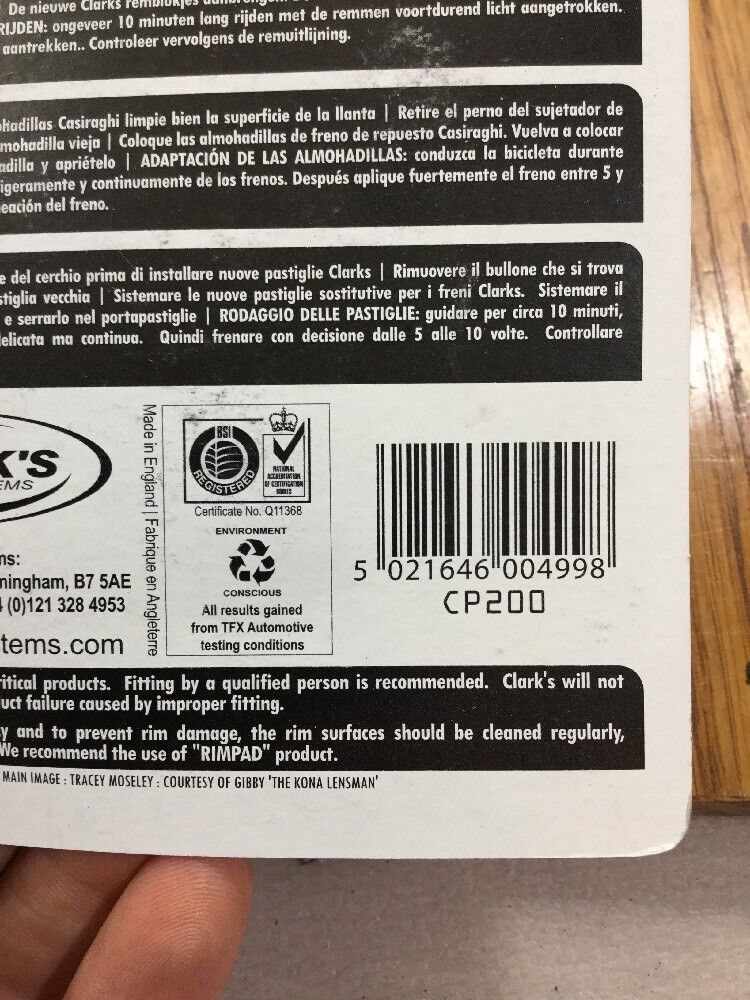 De nieuwe Clarks remblokjes
RIJDEN: ongeveer 10 minuten lang rijden met de remmen voortdurend licht aangetrokken.
aantrekken.. Controleer vervolgens de remuitlijning.
ohadillas Casiraghi limpie bien la superficie de la llanta | Retire el perno del sujetador de
mohadilla vieja | Coloque las almohadillas de freno de repuesto Casiraghi. Vuelva a colocar
adilla y apriételo | ADAPTACIÓN DE LAS ALMOHADILLAS: conduzca la bicicleta durante
igeramente y continuamente de los frenos. Después aplique fuertemente el freno entre 5 y
eación del freno.
e del cerchio prima di installare nuove pastiglie Clarks | Rimuovere il bullone che si trova
stiglia vecchia | Sistemare le nuove pastiglie sostitutive per i freni Clarks. Sistemare il
e serrarlo nel portapastiglie | RODAGGIO DELLE PASTIGLIE: guidare per circa 10 minuti,
elicata ma continua. Quindi frenare con decisione dalle 5 alle 10 volte. Controllare
K'S
EMS
ms:
mingham, B7 5AE
(0)121 328 4953
tems.com
Made in England | Fabriqué en Angleterre
BSI
REGISTERED
NATIONAL
ACCREDITATION
OF CERTIFICATION
BODIES
Certificate No. Q11368
ENVIRONMENT
CONSCIOUS
All results gained
from TFX Automotive
testing conditions
5 021646 004998
CP200
ritical products. Fitting by a qualified person is recommended. Clark's will not
uct failure caused by improper fitting.
y and to prevent rim damage, the rim surfaces should be cleaned regularly,
We recommend the use of "RIMPAD" product.
MAIN IMAGE : TRACEY MOSELEY : COURTESY OF GIBBY 'THE KONA LENSMAN'